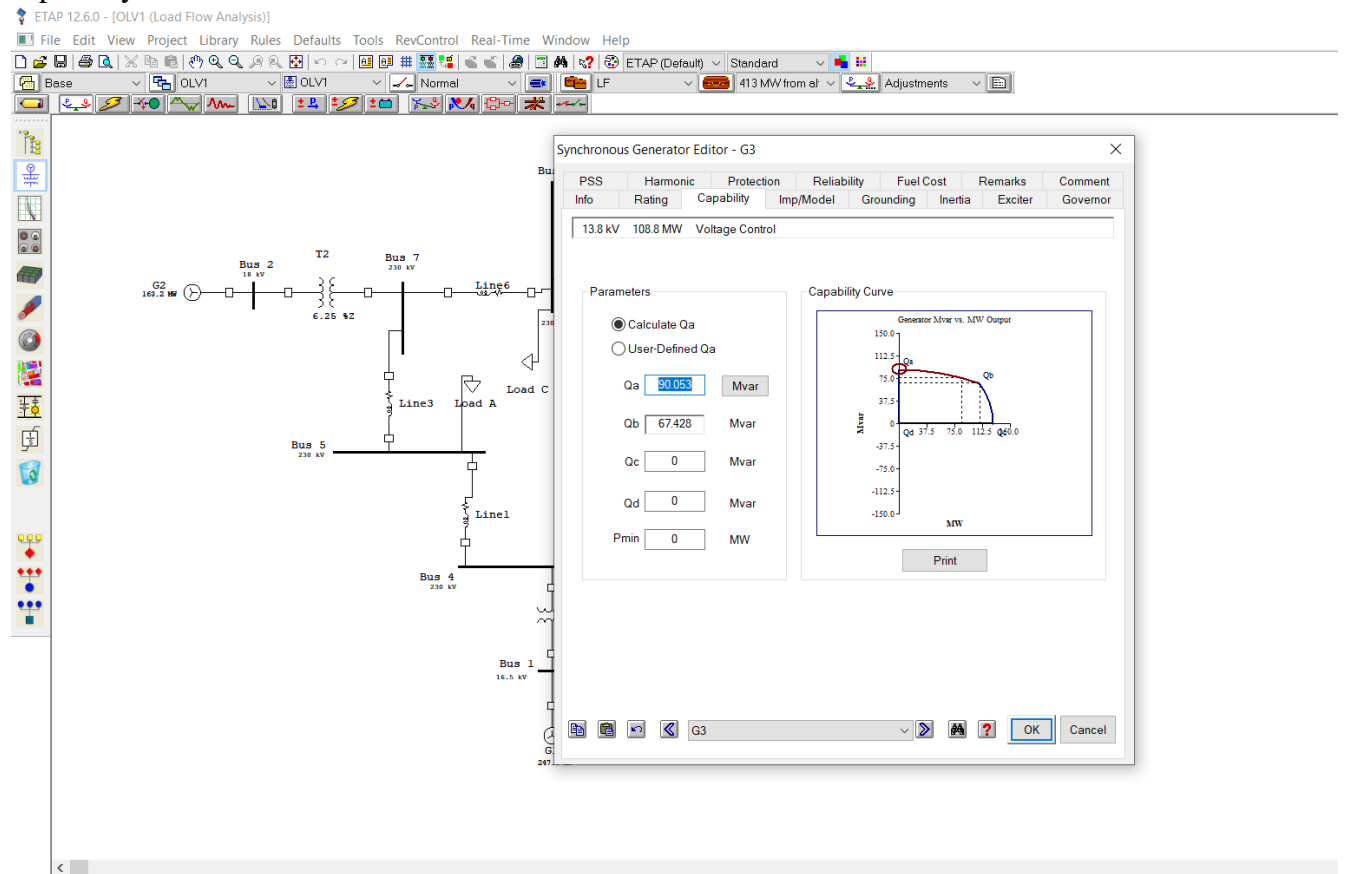 ETAP 12.6.0 - [OLV1 (Load Flow Analysis)]
File Edit View Project Library Rules Defaults Tools RevControl Real-Time Window Help
ETAP (Default) Standard
Base OLV1 OLV1 Normal LF 413 MW from al Adjustments
Synchronous Generator Editor - G3
PSS Harmonic Protection Reliability Fuel Cost Remarks Comment
Info Rating Capability Imp/Model Grounding Inertia Exciter Governor
13.8 kV 108.8 MW Voltage Control
Parameters
Calculate Qa
User-Defined Qa
Qa 90.053 Mvar
Qb 67.428 Mvar
Qc 0 Mvar
Qd 0 Mvar
Pmin 0 MW
Capability Curve
Generator Mvar vs. MW Output
150.0
112.5
Qa
75.0
Qb
37.5
Mvar
0
Qd 37.5 75.0 112.5
-37.5
-75.0
-112.5
-150.0
MW
Print
G3
OK Cancel
Bu
T2
Bus 2
18 kV
Bus 7
230 kV
G2
163.2 MW
Line6
6.25 %Z
230
Load C
Line3 Load A
Bus 5
230 kV
Line1
Bus 4
230 kV
Bus 1
16.5 kV
G
247